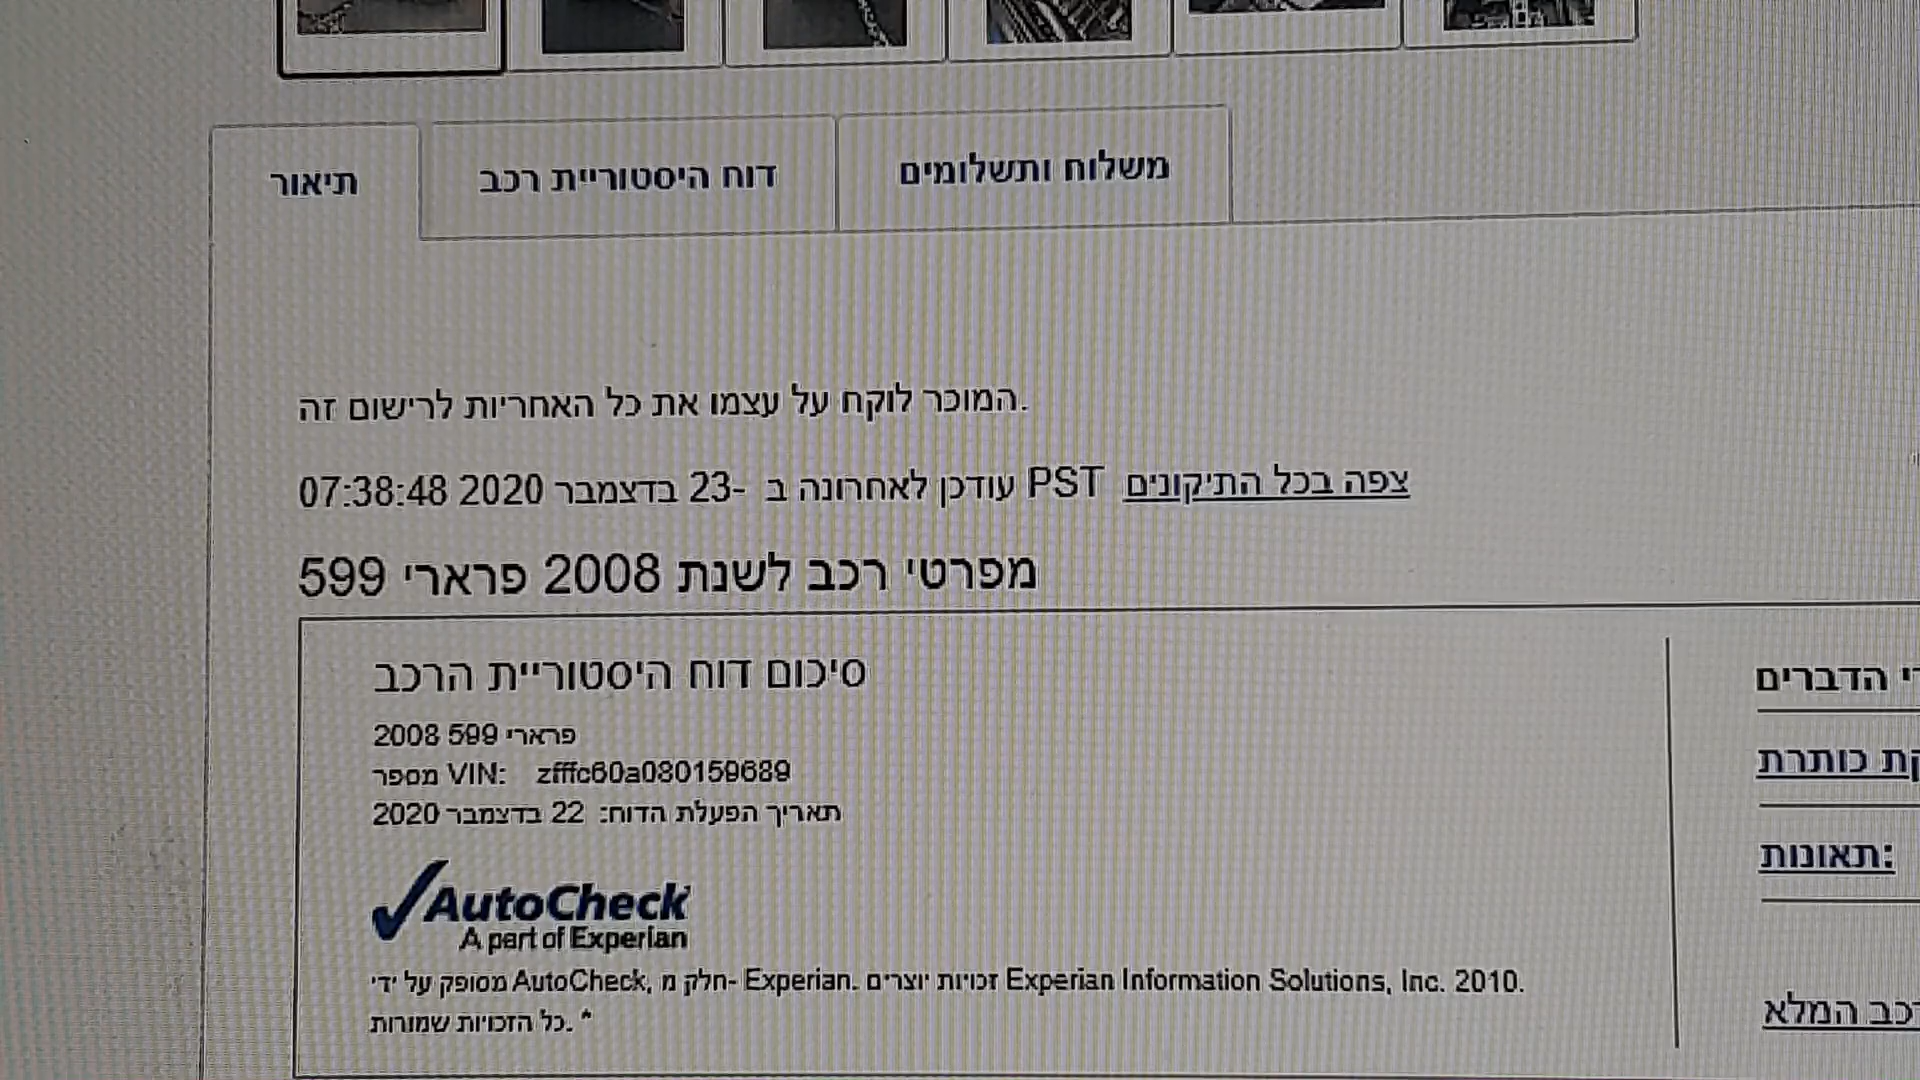 תיאור
דוח היסטוריית רכב
משלוח ותשלומים
המוכר לוקח על עצמו את כל האחריות לרישום זה.
07:38:48 2020 עודכן לאחרונה ב -23 בדצמבר PST צפה בכל התיקונים
מפרטי רכב לשנת 2008 פרארי 599
סיכום דוח היסטוריית הרכב
2008 פרארי 599
מספר VIN: zfffc60a080159689
תאריך הפעלת הדוח: 22 בדצמבר 2020
AutoCheck
A part of Experian
מסופק על ידי AutoCheck, חלק מ- Experian. זכויות יוצרים Experian Information Solutions, Inc. 2010.
כל הזכויות שמורות. *
הדברים
כותרת
תאונות:
המלא